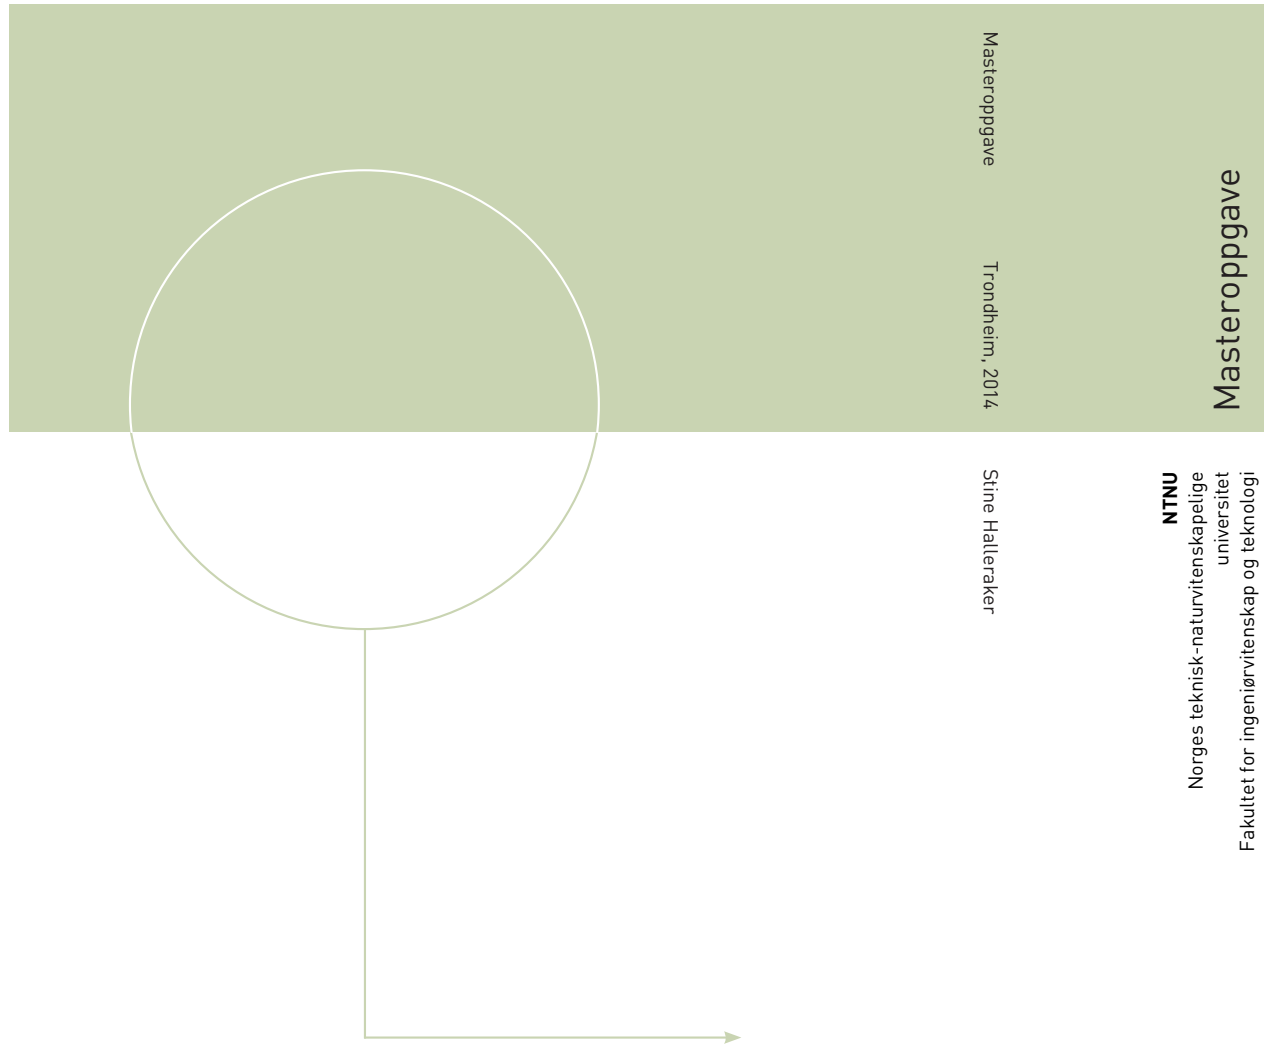 Masteroppgave
Trondheim, 2014
Stine Halleraker
Masteroppgave
NTNU
Norges teknisk-naturvitenskapelige
universitet
Fakultet for ingeniørvitenskap og teknologi